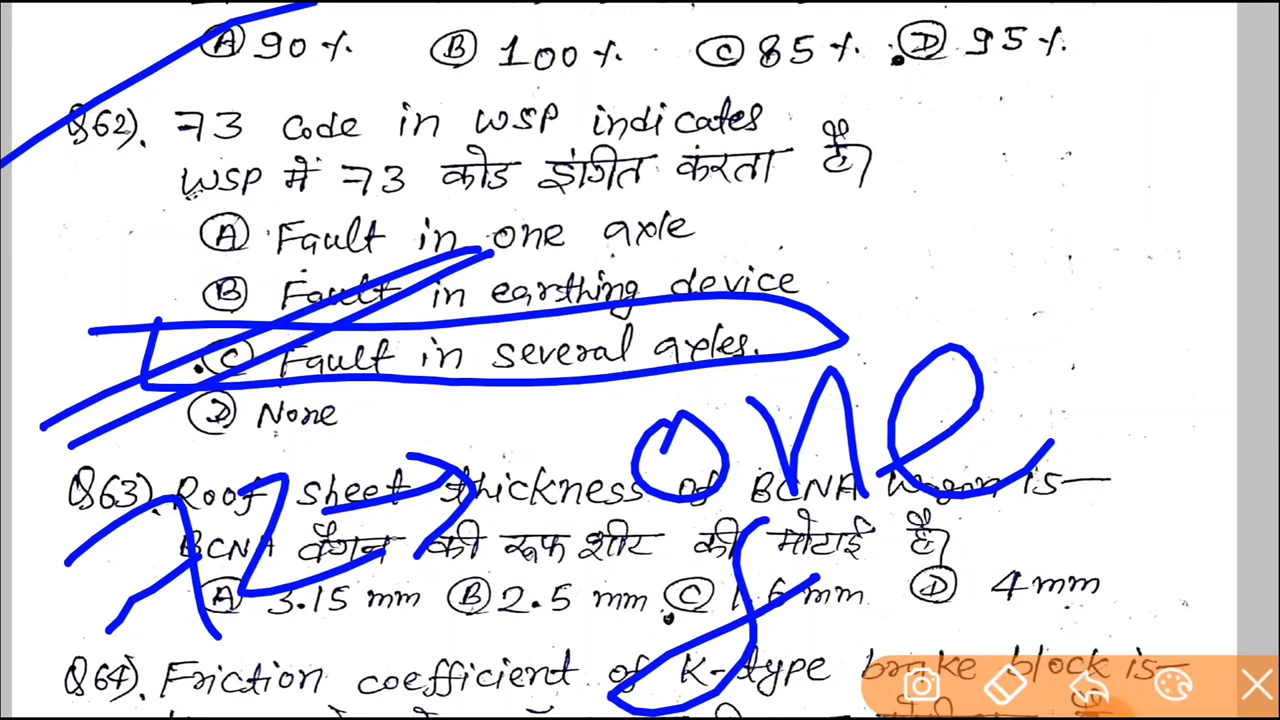 (A) 90 %. (B) 100 %. (C) 85 %. (D) 95 %.
Q62). 73 Code in WSP indicates
WSP में 73 कोड इंगित करता है।
(A) Fault in one axle
(B) Fault in earthing device
(C) Fault in several axles.
(D) None
one
Q63). Roof sheet thickness of BCNA Wagon is—
BCNA वैगन की रूफ शीट की मोटाई है।
(A) 3.15 mm (B) 2.5 mm (C) 1.6 mm (D) 4 mm
72 →
Q64). Friction coefficient of K-type brake block is—